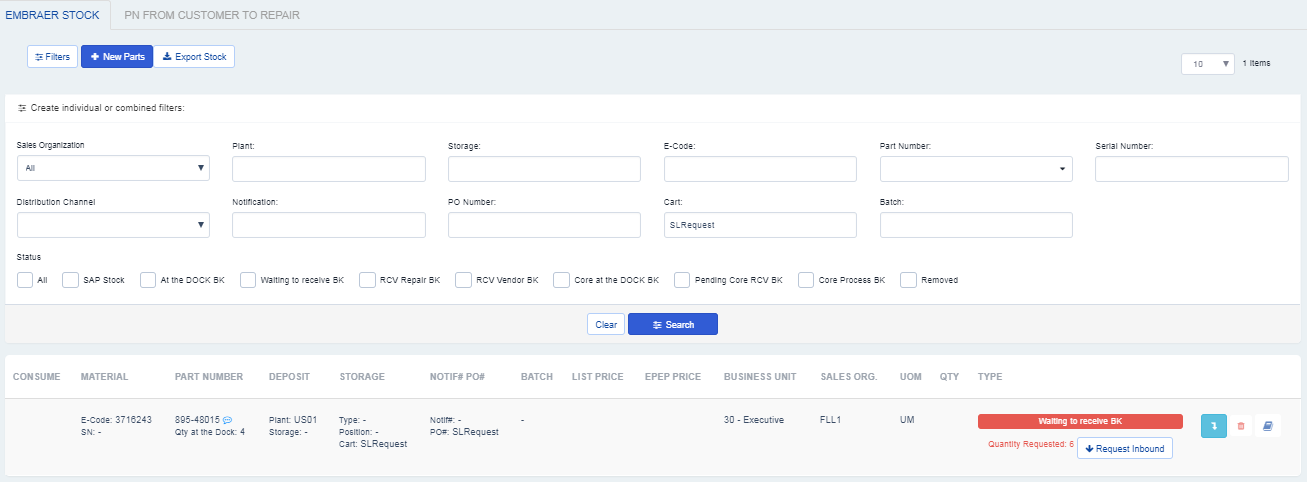 EMBRAER STOCK PN FROM CUSTOMER TO REPAIR
Filters New Parts Export Stock
10 1 Items
Create individual or combined filters:
Sales Organization Plant: Storage: E-Code: Part Number: Serial Number:
All
Distribution Channel Notification: PO Number: Cart: Batch:
SLRequest
Status
All SAP Stock At the DOCK BK Waiting to receive BK RCV Repair BK RCV Vendor BK Core at the DOCK BK Pending Core RCV BK Core Process BK Removed
Clear Search
CONSUME MATERIAL PART NUMBER DEPOSIT STORAGE NOTIF# PO# BATCH LIST PRICE EPEP PRICE BUSINESS UNIT SALES ORG. UOM QTY TYPE
E-Code: 3716243 895-48015 Plant: US01 Type: - Notif#: - - 30 - Executive FLL1 UM Waiting to receive BK
SN: - Qty at the Dock: 4 Storage: - Position: - PO#: SLRequest
Cart: SLRequest
Quantity Requested: 6 Request Inbound